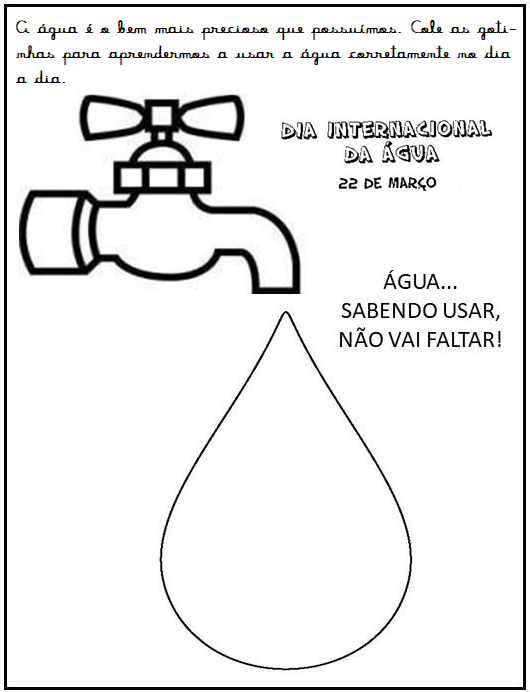 A água é o bem mais precioso que possuímos. Cole as goti-
nhas para aprendermos a usar a água corretamente no dia
a dia.
DIA INTERNACIONAL
DA ÁGUA
22 DE MARÇO
ÁGUA...
SABENDO USAR,
NÃO VAI FALTAR!